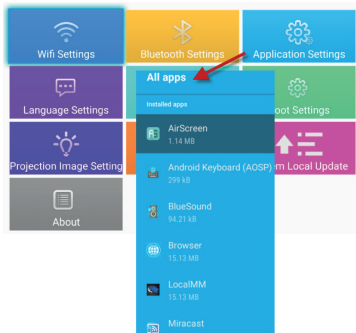 Wifi Settings
Bluetooth Settings
Application Settings
All apps
Language Settings
oot Settings
Installed apps
AirScreen
1.14 MB
Projection Image Setting
m Local Update
Android Keyboard (AOSP)
299 kB
About
BlueSound
94.21 kB
Browser
15.13 MB
LocalMM
15.13 MB
Miracast